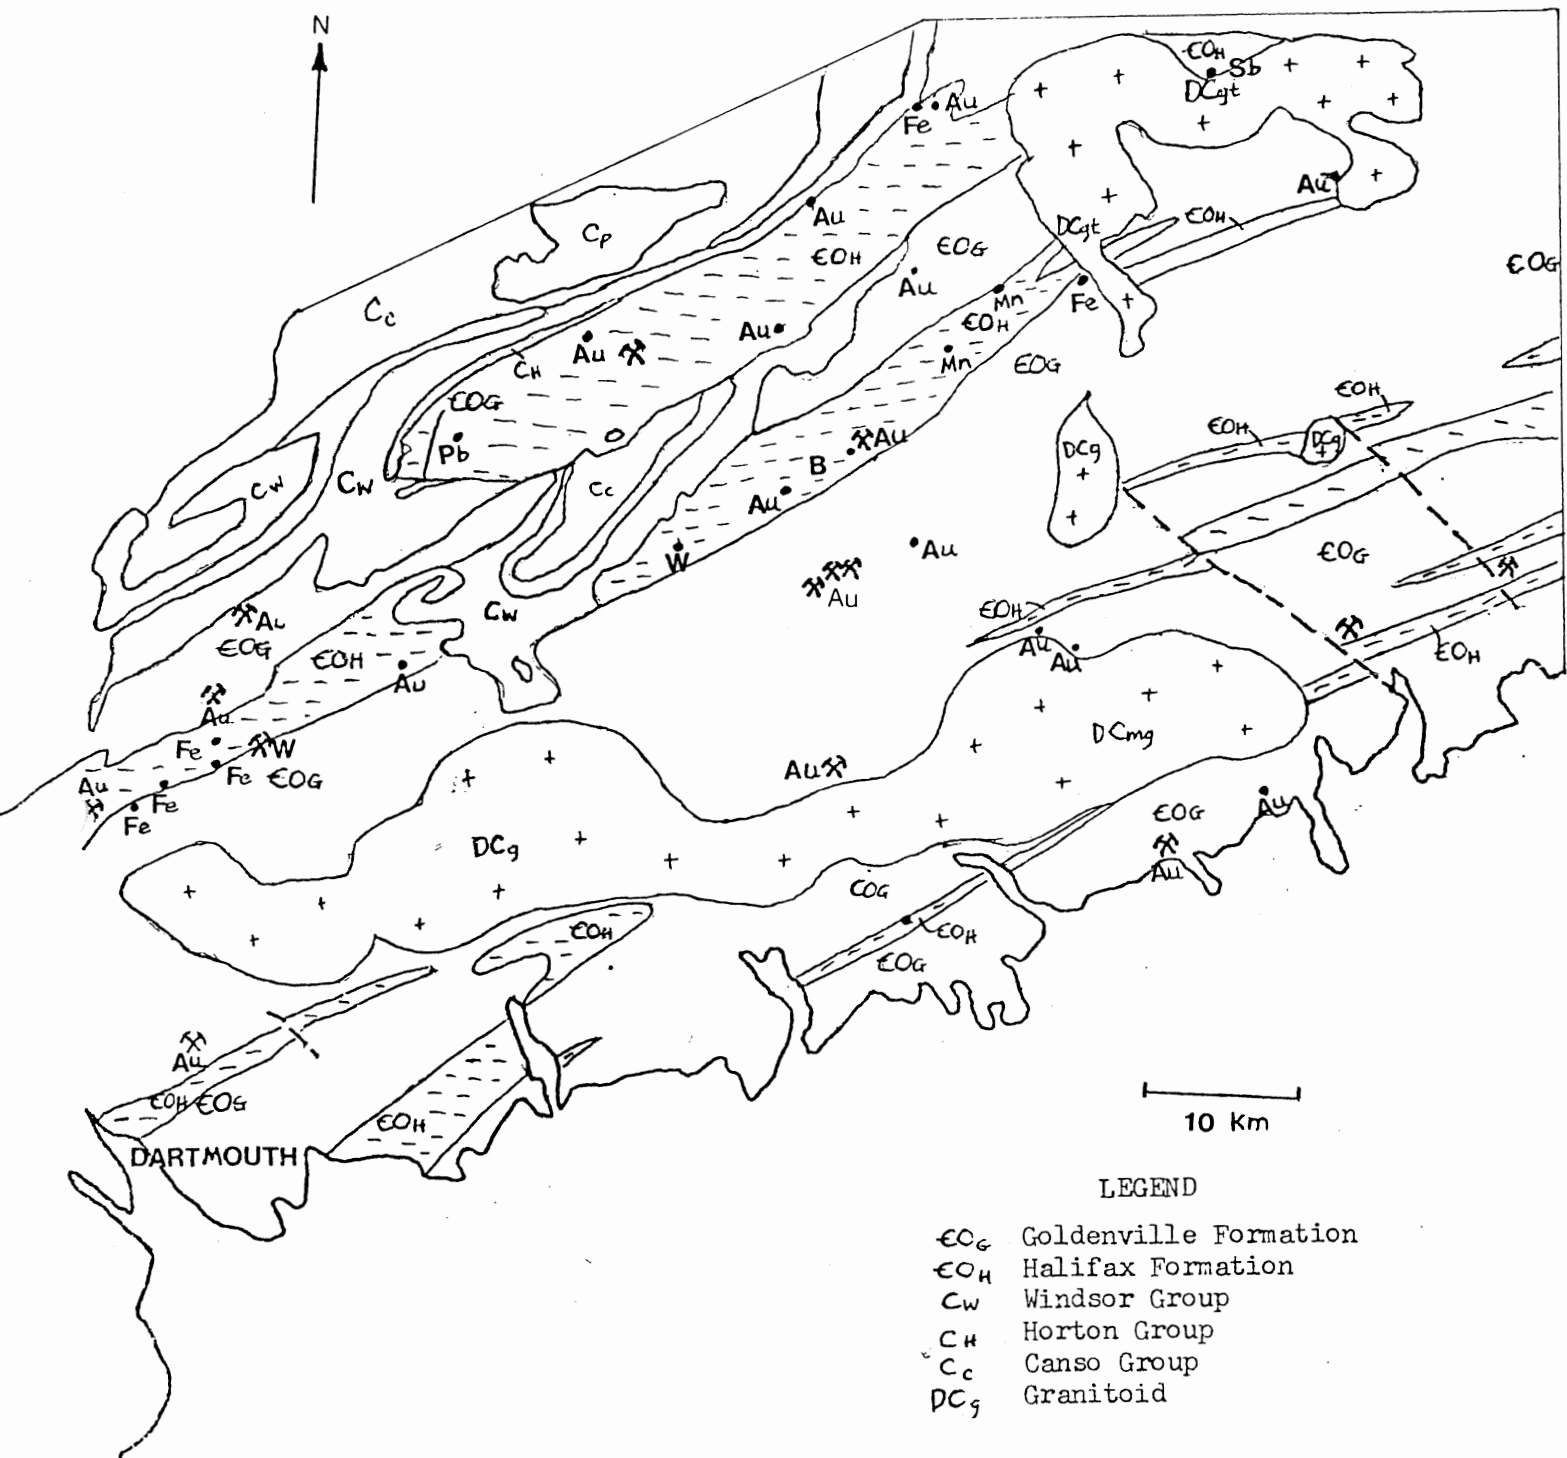 N
ЄOH
Sb
DCgt
Au
Fe
Au
Au
ЄOH
DCgt
Cp
Au
ЄOH
ЄOG
ЄOG
Au
Cc
Mn
Fe
ЄOH
Au
Au
CH
Mn
ЄOG
ЄOH
ЄOG
ЄOH
DCg
Au
DCg
Pb
B
Cw
Cw
Cc
Au
Au
ЄOG
W
Au
Cw
ЄOH
Au
ЄOG
ЄOH
Au
Au
ЄOH
Au
Au
Fe
W
DCmg
Fe
ЄOG
Au
Au
Fe
Au
ЄOG
Fe
DCg
Au
ЄOH
ЄOH
ЄOG
Au
ЄOH
ЄOG
ЄOH
DARTMOUTH
10 Km
LEGEND
ЄOG Goldenville Formation
ЄOH Halifax Formation
Cw Windsor Group
CH Horton Group
Cc Canso Group
DCg Granitoid